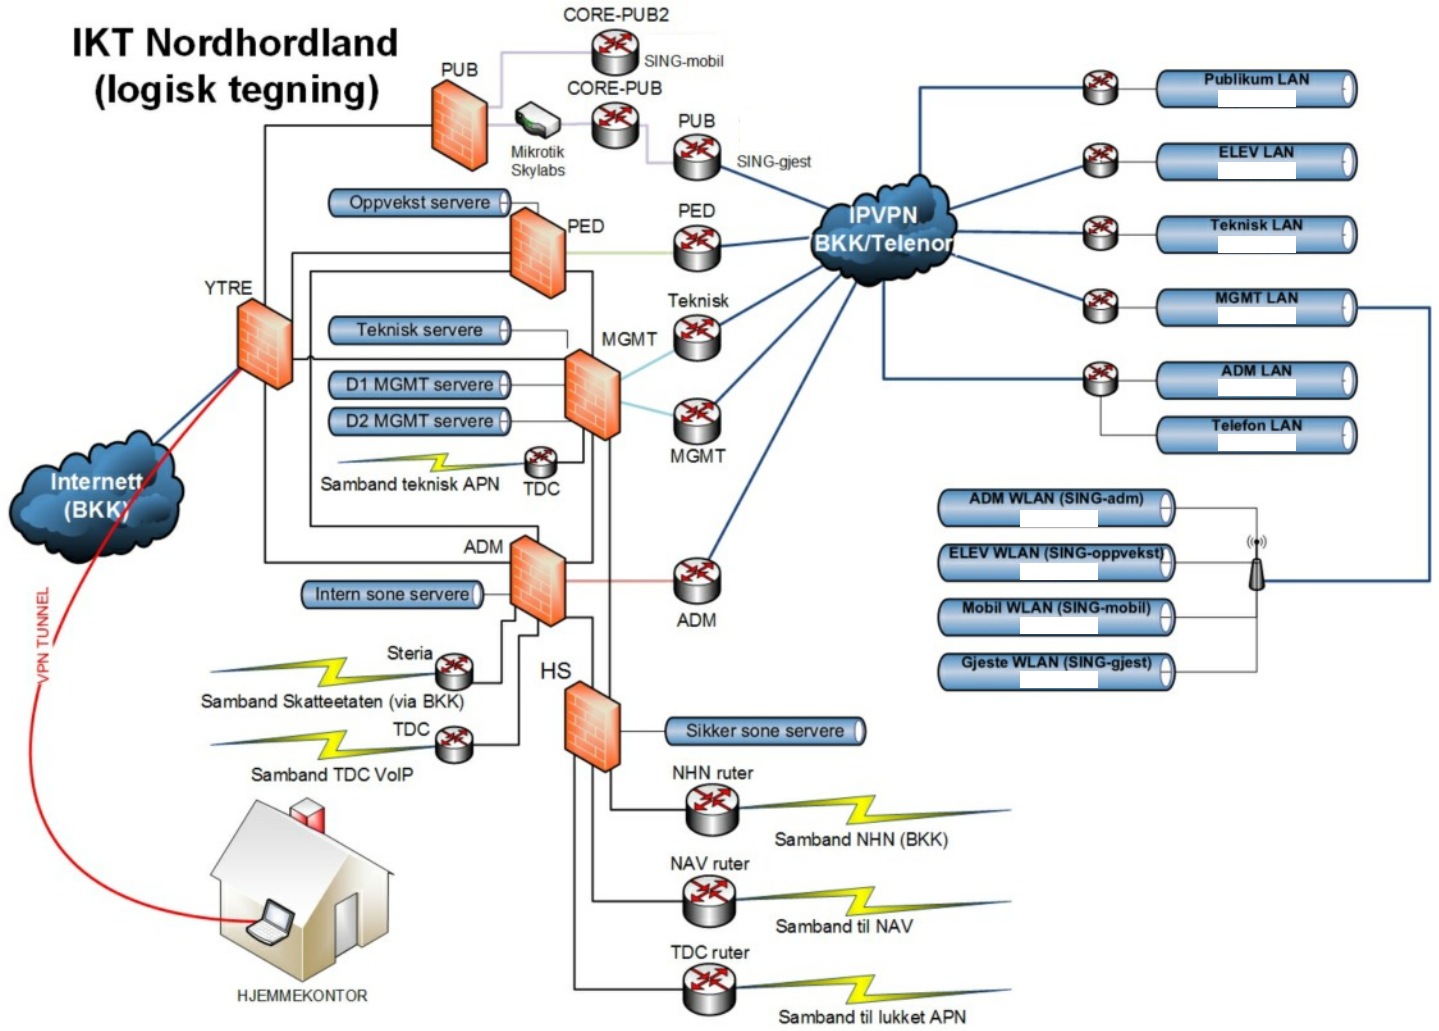 IKT Nordhordland
(logisk tegning)
CORE-PUB2
SING-mobil
PUB
CORE-PUB
Mikrotik
Skylabs
PUB
SING-gjest
Oppvekst servere
PED
PED
IPVPN
BKK/Telenor
YTRE
Teknisk servere
MGMT
Teknisk
D1 MGMT servere
D2 MGMT servere
MGMT
Samband teknisk APN
TDC
Internett
(BKK)
ADM
Intern sone servere
ADM
VPN TUNNEL
Steria
Samband Skatteetaten (via BKK)
TDC
Samband TDC VoIP
HS
Sikker sone servere
NHN ruter
Samband NHN (BKK)
NAV ruter
Samband til NAV
TDC ruter
Samband til lukket APN
HJEMMEKONTOR
Publikum LAN
ELEV LAN
Teknisk LAN
MGMT LAN
ADM LAN
Telefon LAN
ADM WLAN (SING-adm)
ELEV WLAN (SING-oppvekst)
Mobil WLAN (SING-mobil)
Gjeste WLAN (SING-gjest)